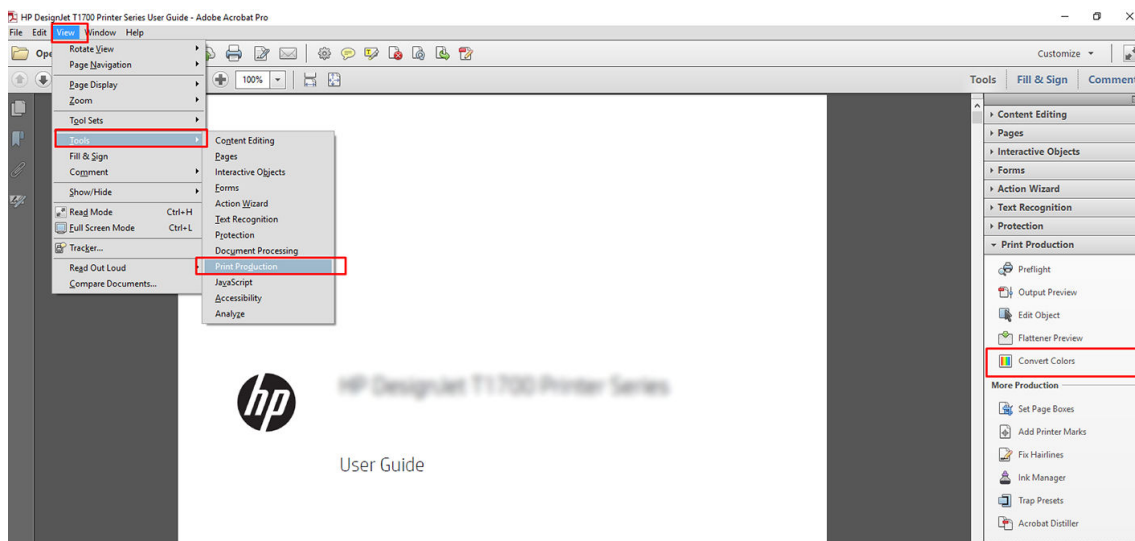 HP DesignJet T1700 Printer Series User Guide - Adobe Acrobat Pro
File Edit View Window Help
Customize
100%
Tools Fill & Sign Comment
Rotate View
Page Navigation
Page Display
Zoom
Tool Sets
Tools
Fill & Sign
Comment
Show/Hide
Read Mode Ctrl+H
Full Screen Mode Ctrl+L
Tracker...
Read Out Loud
Compare Documents...
Content Editing
Pages
Interactive Objects
Forms
Action Wizard
Text Recognition
Protection
Document Processing
Print Production
JavaScript
Accessibility
Analyze
hp
HP DesignJet T1700 Printer Series
User Guide
Content Editing
Pages
Interactive Objects
Forms
Action Wizard
Text Recognition
Protection
Print Production
Preflight
Output Preview
Edit Object
Flattener Preview
Convert Colors
More Production
Set Page Boxes
Add Printer Marks
Fix Hairlines
Ink Manager
Trap Presets
Acrobat Distiller